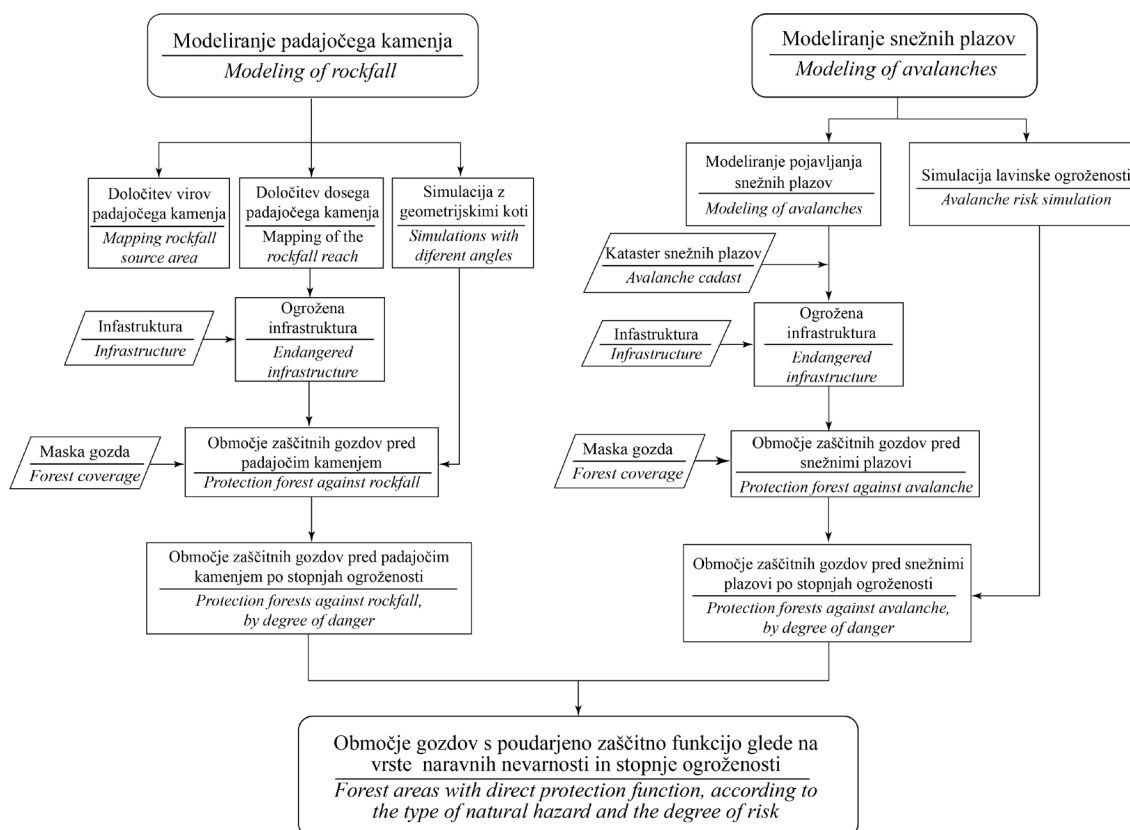 Modeliranje padajočega kamenja
Modeling of rockfall
Modeliranje snežnih plazov
Modeling of avalanches
Določitev virov
padajočega kamenja
Mapping rockfall
source area
Določitev dosega
padajočega kamenja
Mapping of the
rockfall reach
Simulacija z
geometrijskimi koti
Simulations with
diferent angles
Modeliranje pojavljanja
snežnih plazov
Modeling of avalanches
Simulacija lavinske ogroženosti
Avalanche risk simulation
Kataster snežnih plazov
Avalanche cadast
Infastruktura
Infrastructure
Ogrožena
infrastruktura
Endangered
infrastructure
Infastruktura
Infrastructure
Ogrožena
infrastruktura
Endangered
infrastructure
Maska gozda
Forest coverage
Območje zaščitnih gozdov pred
padajočim kamenjem
Protection forest against rockfall
Maska gozda
Forest coverage
Območje zaščitnih gozdov pred
snežnimi plazovi
Protection forest against avalanche
Območje zaščitnih gozdov pred padajočim
kamenjem po stopnjah ogroženosti
Protection forests against rockfall,
by degree of danger
Območje zaščitnih gozdov pred snežnimi
plazovi po stopnjah ogroženosti
Protection forests against avalanche,
by degree of danger
Območje gozdov s poudarjeno zaščitno funkcijo glede na
vrste naravnih nevarnosti in stopnje ogroženosti
Forest areas with direct protection function, according to
the type of natural hazard and the degree of risk